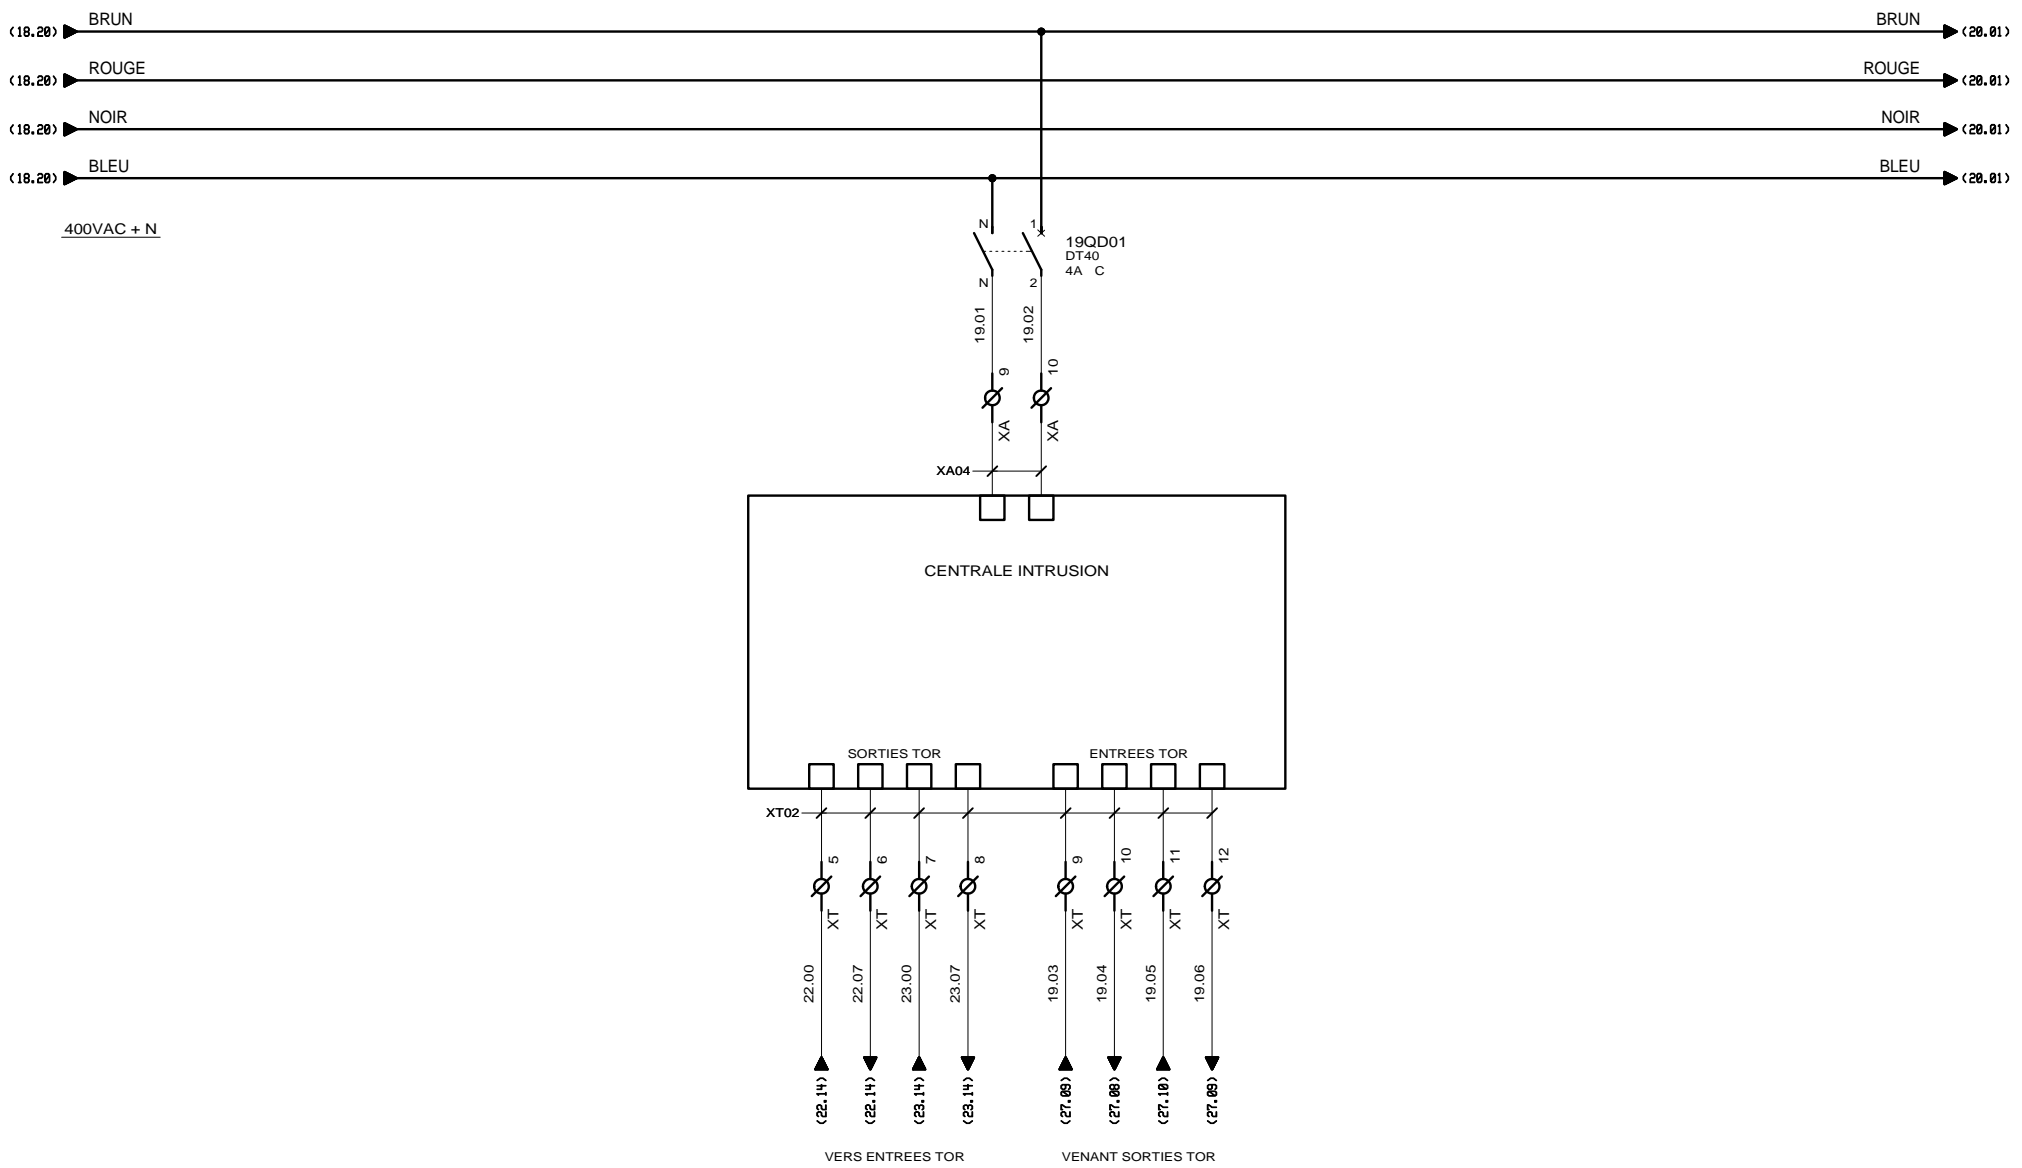 BRUN BRUN
(18.20) (20.01)
ROUGE ROUGE
(18.20) (20.01)
NOIR NOIR
(18.20) (20.01)
BLEU BLEU
(18.20) (20.01)
400VAC + N
N 1
19QD01
DT40
4A C
N 2
19.01 19.02
9 10
XA XA
XA04
CENTRALE INTRUSION
SORTIES TOR ENTREES TOR
XT02
5 6 7 8 9 10 11 12
XT XT XT XT XT XT XT XT
22.00 22.07 23.00 23.07 19.03 19.04 19.05 19.06
(22.14) (22.14) (23.14) (23.14) (27.09) (27.08) (27.10) (27.09)
VERS ENTREES TOR VENANT SORTIES TOR